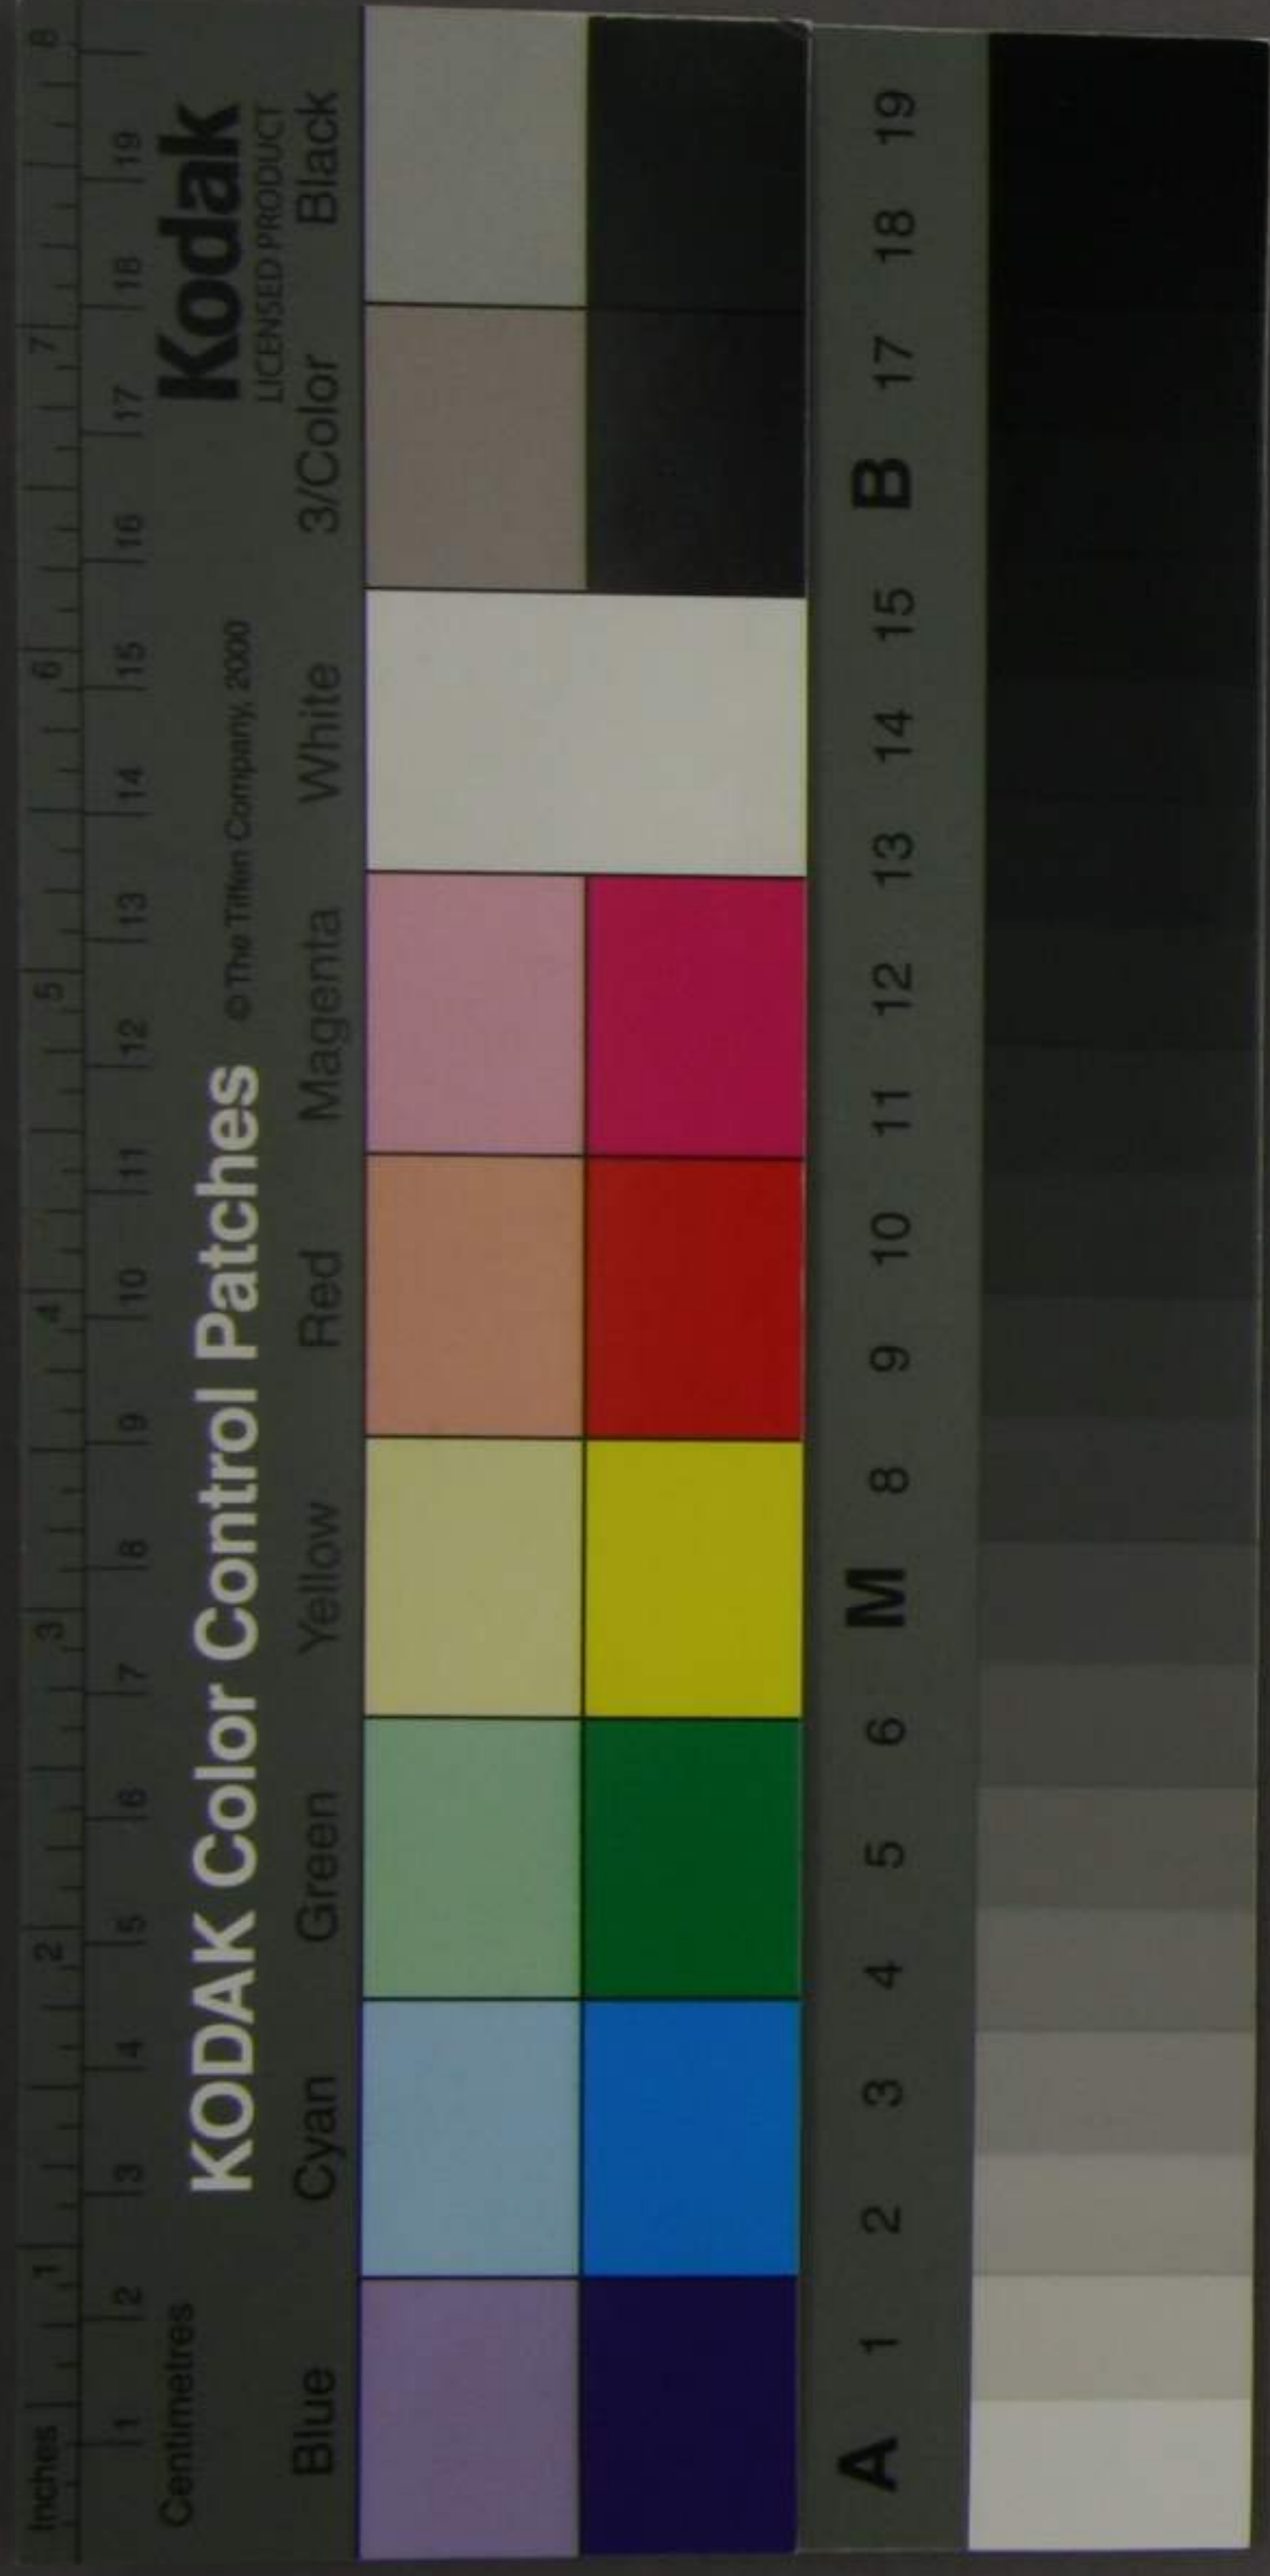 Inches 1 2 3 4 5 6 7 8
1 2 3 4 5 6 7 8 9 10 11 12 13 14 15 16 17 18 19
Centimetres
KODAK Color Control Patches © The Tiffen Company, 2000 Kodak
LICENSED PRODUCT
Blue Cyan Green Yellow Red Magenta White 3/Color Black
A 1 2 3 4 5 6 M 8 9 10 11 12 13 14 15 B 17 18 19